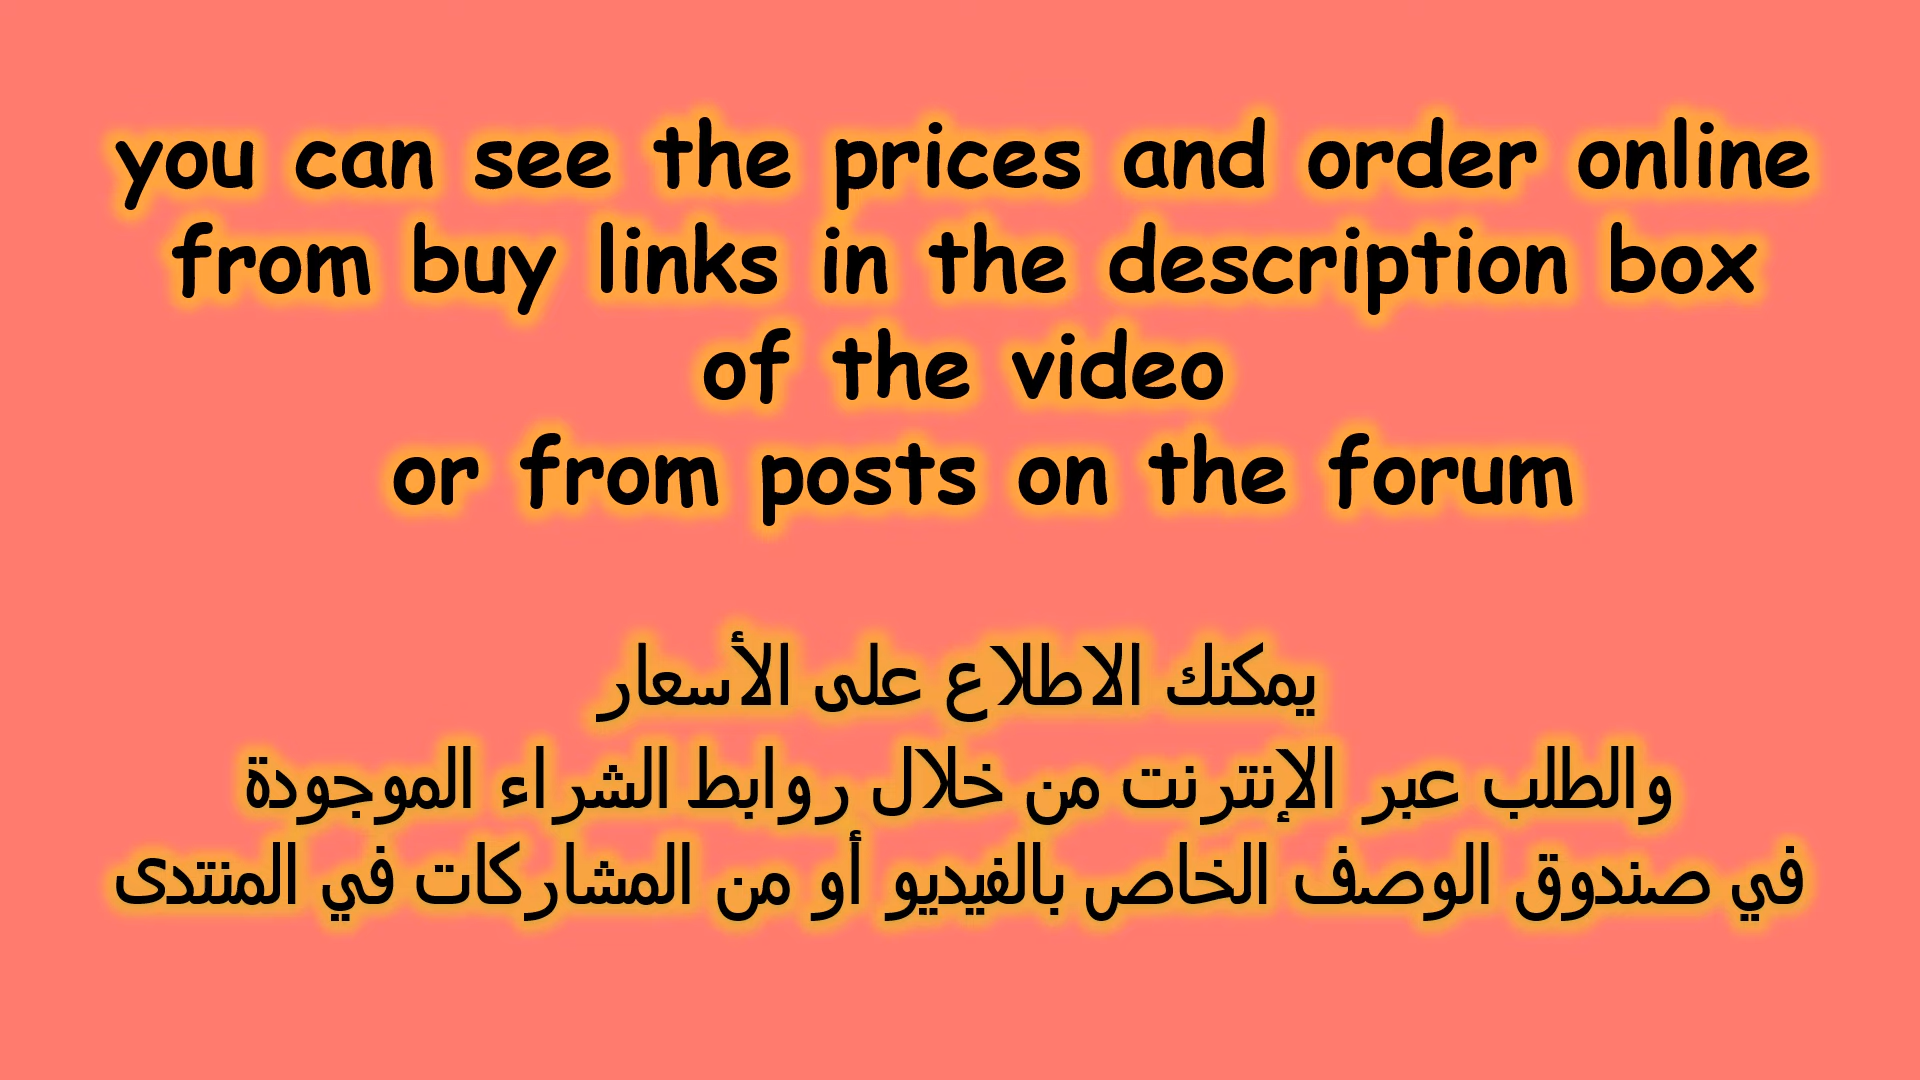 you can see the prices and order online
from buy links in the description box
of the video
or from posts on the forum
يمكنك الاطلاع على الأسعار
والطلب عبر الإنترنت من خلال روابط الشراء الموجودة
في صندوق الوصف الخاص بالفيديو أو من المشاركات في المنتدى